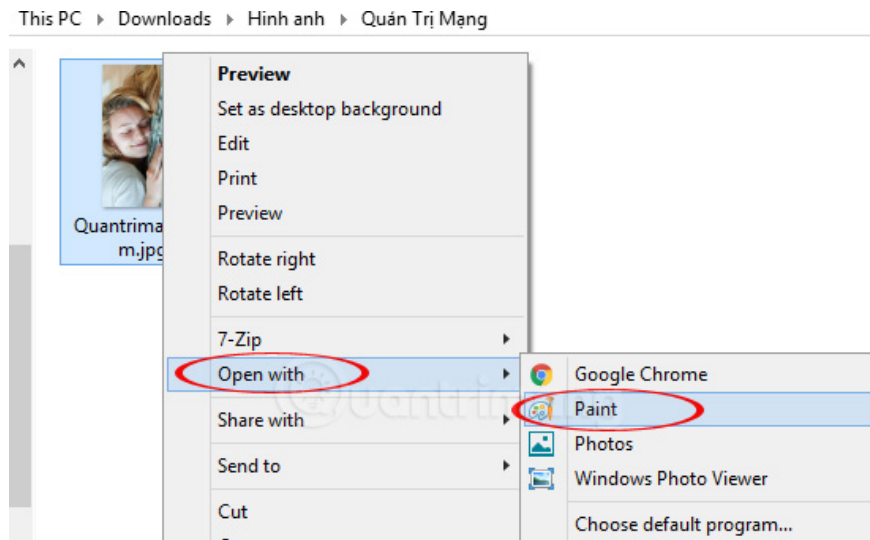 This PC ▸ Downloads ▸ Hinh anh ▸ Quán Trị Mạng
Preview
Set as desktop background
Edit
Print
Preview
Quantrima
m.jpg
Rotate right
Rotate left
7-Zip
Open with
Google Chrome
Paint
Share with
Photos
Send to
Windows Photo Viewer
Cut
Choose default program...